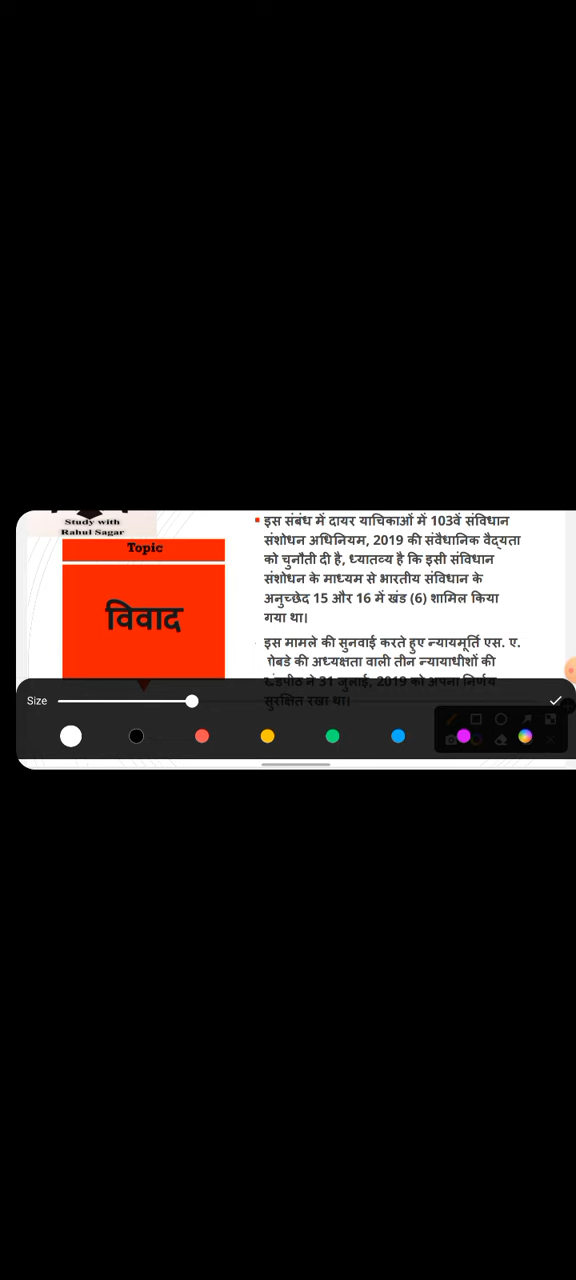 Study with
Rahul Sagar
Topic
विवाद
इस संबंध में दायर याचिकाओं में 103वें संविधान
संशोधन अधिनियम, 2019 की संवैधानिक वैद्यता
को चुनौती दी है, ध्यातव्य है कि इसी संविधान
संशोधन के माध्यम से भारतीय संविधान के
अनुच्छेद 15 और 16 में खंड (6) शामिल किया
गया था।
इस मामले की सुनवाई करते हुए न्यायमूर्ति एस. ए.
की अध्यक्षता वाली तीन न्यायाधीशों की
ने 31 जुलाई, 2019 को अपना निर्णय
सुरक्षित रखा था।
Size